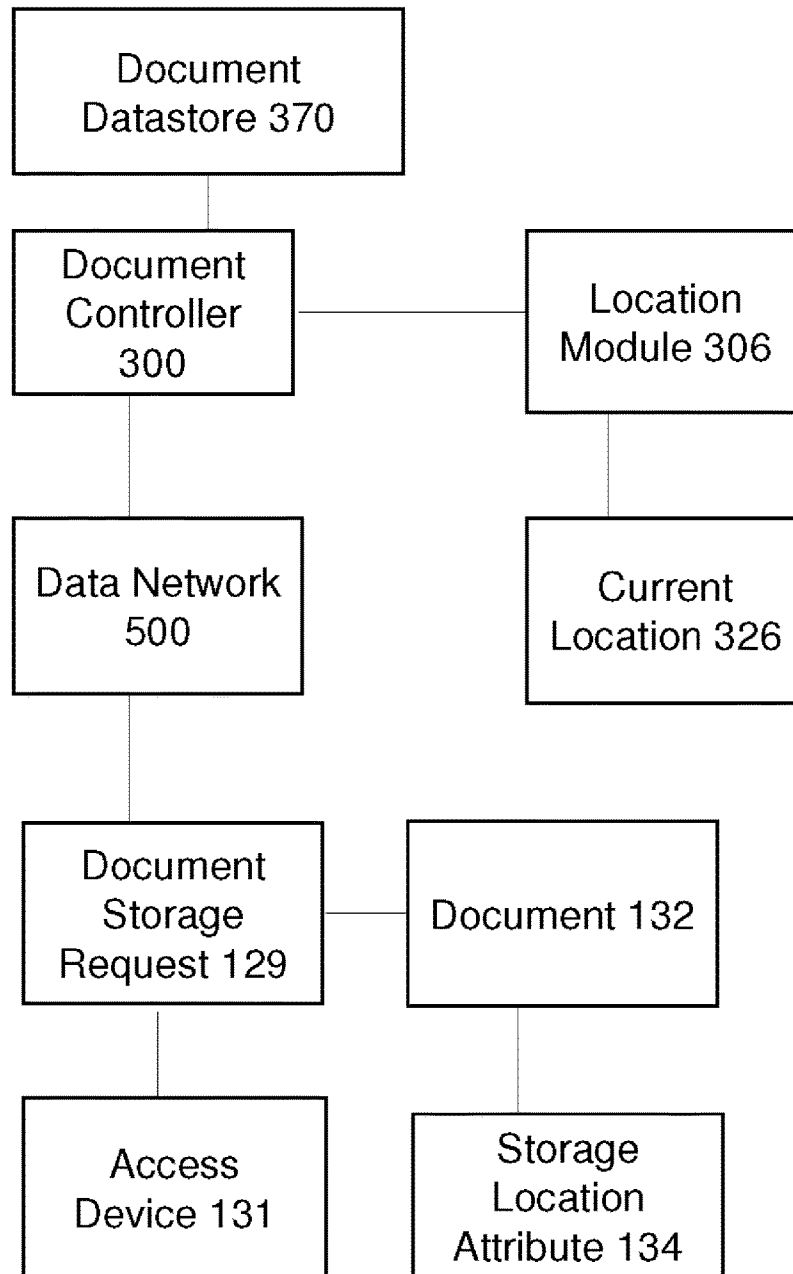 Document
Datastore 370
Document
Controller
300
Location
Module 306
Data Network
500
Current
Location 326
Document
Storage
Request 129
Document 132
Access
Device 131
Storage
Location
Attribute 134